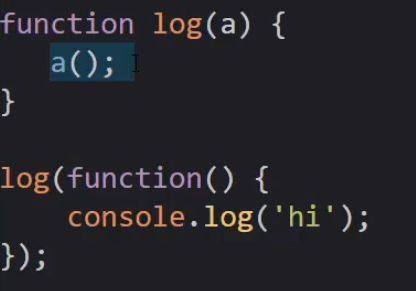 function log(a) {
    a();
}

log(function() {
    console.log('hi');
});